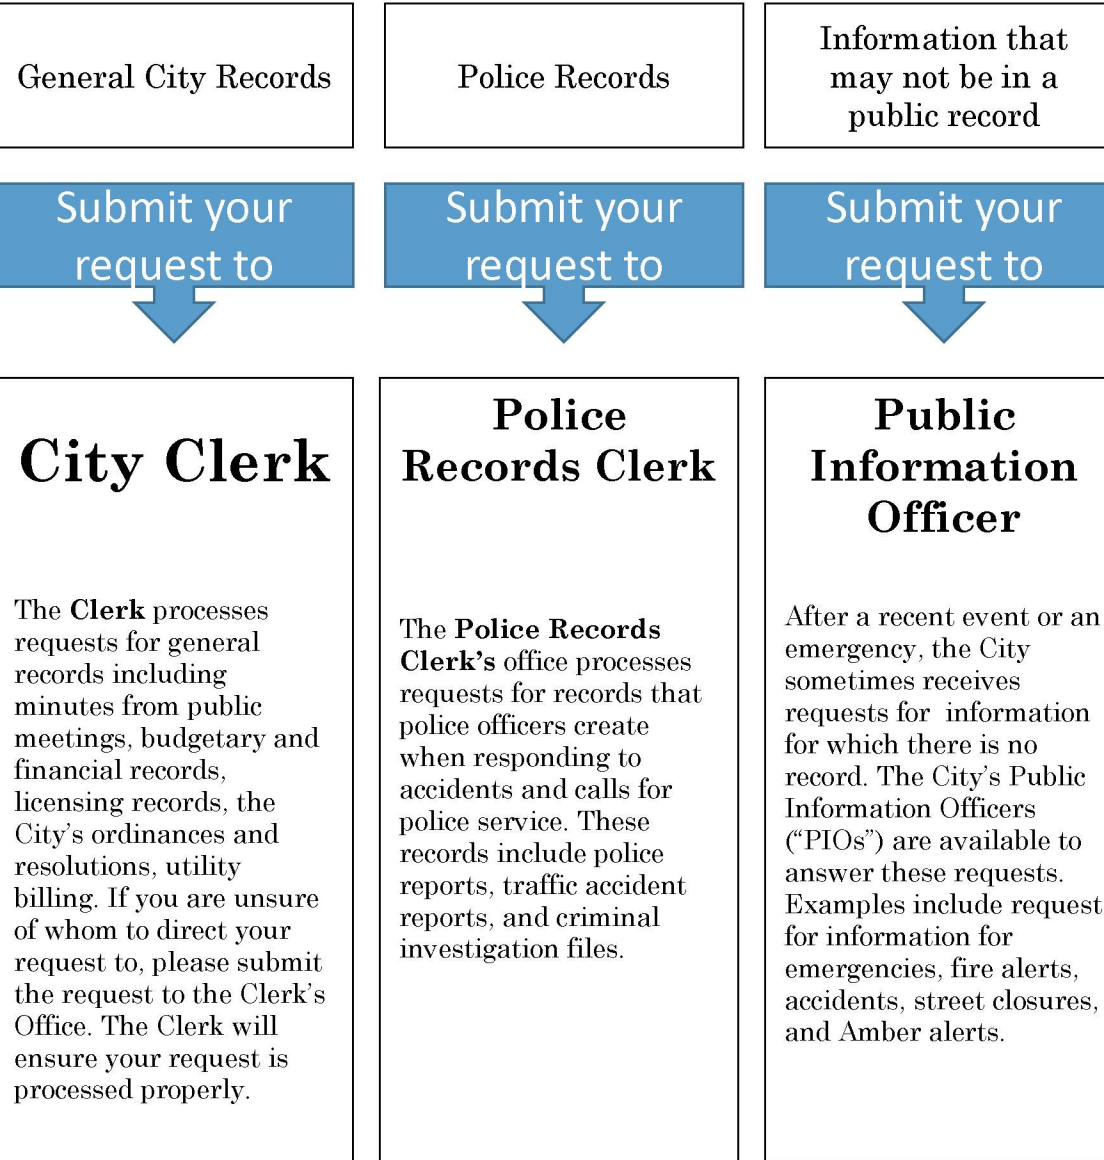 General City Records
Submit your
request to
City Clerk
The Clerk processes
requests for general
records including
minutes from public
meetings, budgetary and
financial records,
licensing records, the
City's ordinances and
resolutions, utility
billing. If you are unsure
of whom to direct your
request to, please submit
the request to the Clerk's
Office. The Clerk will
ensure your request is
processed properly.
Police Records
Submit your
request to
Police
Records Clerk
The Police Records
Clerk's office processes
requests for records that
police officers create
when responding to
accidents and calls for
police service. These
records include police
reports, traffic accident
reports, and criminal
investigation files.
Information that
may not be in a
public record
Submit your
request to
Public
Information
Officer
After a recent event or an
emergency, the City
sometimes receives
requests for  information
for which there is no
record. The City's Public
Information Officers
("PIOs") are available to
answer these requests.
Examples include request
for information for
emergencies, fire alerts,
accidents, street closures,
and Amber alerts.